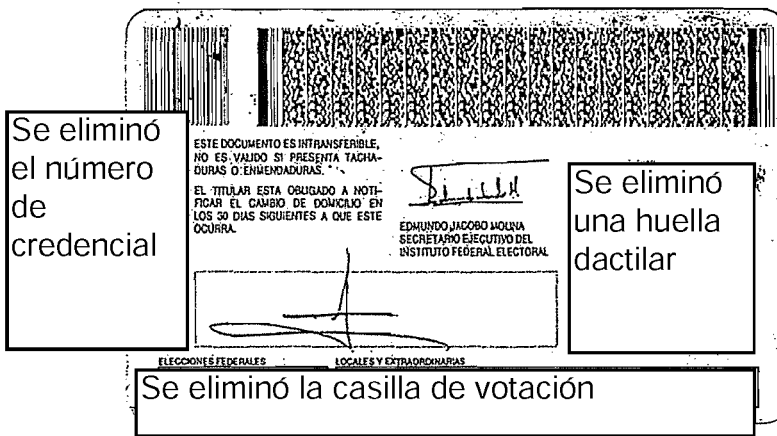 Se eliminó
el número
de
credencial
ESTE DOCUMENTO ES INTRANSFERIBLE,
NO ES VALIDO SI PRESENTA TACHA-
DURAS O ENMENDADURAS.
EL TITULAR ESTA OBLIGADO A NOTI-
FICAR EL CAMBIO DE DOMICILIO EN
LOS 30 DIAS SIGUIENTES A QUE ESTE
OCURRA.
EDMUNDO JACOBO MOLINA
SECRETARIO EJECUTIVO DEL
INSTITUTO FEDERAL ELECTORAL
Se eliminó
una huella
dactilar
ELECCIONES FEDERALES LOCALES Y EXTRAORDINARIAS
Se eliminó la casilla de votación